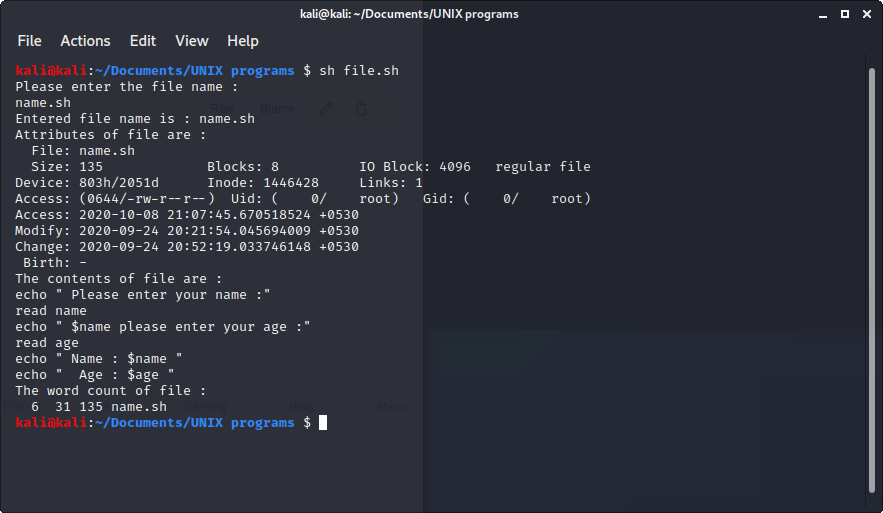 kali@kali: ~/Documents/UNIX programs
File Actions Edit View Help
kali@kali:~/Documents/UNIX programs $ sh file.sh
Please enter the file name :
name.sh
Entered file name is : name.sh
Attributes of file are :
  File: name.sh
  Size: 135             Blocks: 8          IO Block: 4096   regular file
Device: 803h/2051d      Inode: 1446428     Links: 1
Access: (0644/-rw-r--r--)  Uid: (    0/    root)   Gid: (    0/    root)
Access: 2020-10-08 21:07:45.670518524 +0530
Modify: 2020-09-24 20:21:54.045694009 +0530
Change: 2020-09-24 20:52:19.033746148 +0530
 Birth: -
The contents of file are :
echo " Please enter your name :"
read name
echo " $name please enter your age :"
read age
echo " Name : $name "
echo "  Age : $age "
The word count of file :
  6  31 135 name.sh
kali@kali:~/Documents/UNIX programs $
Raw Blame
About